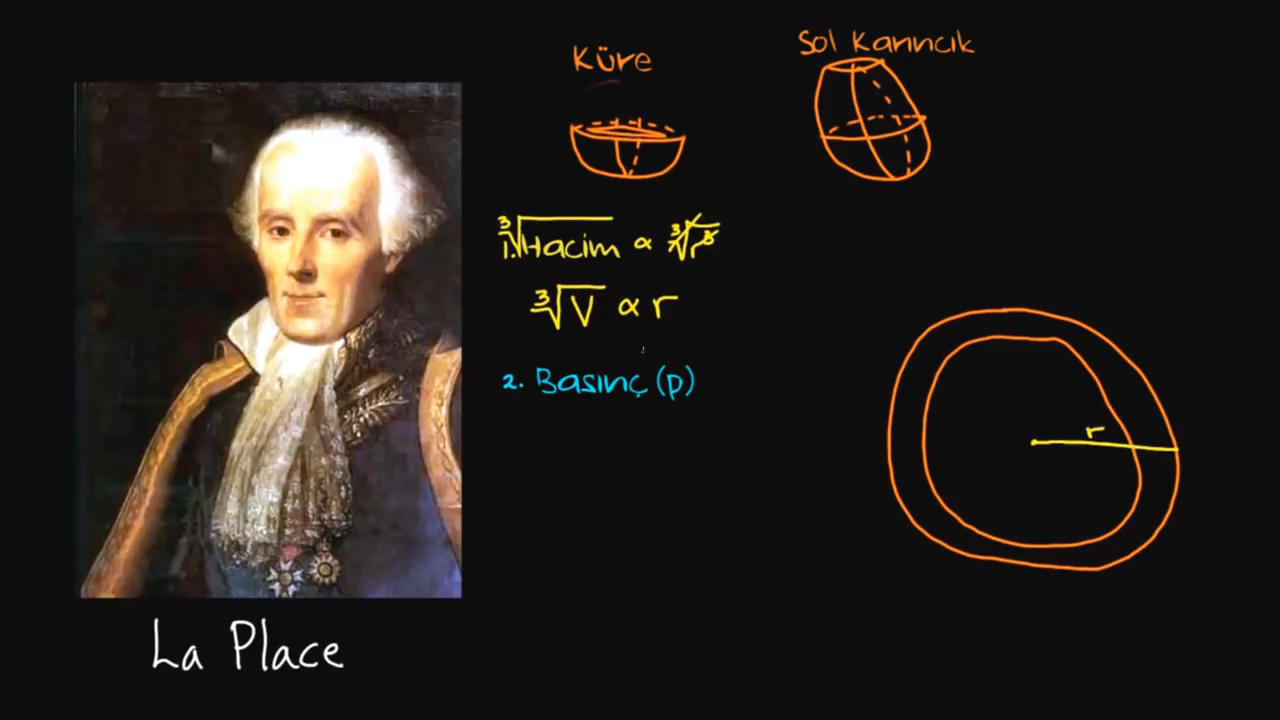 Küre
Sol Karıncık
∛1.Hacim ∝ ∛r³
∛V ∝ r
2. Basınç (p)
r
La Place